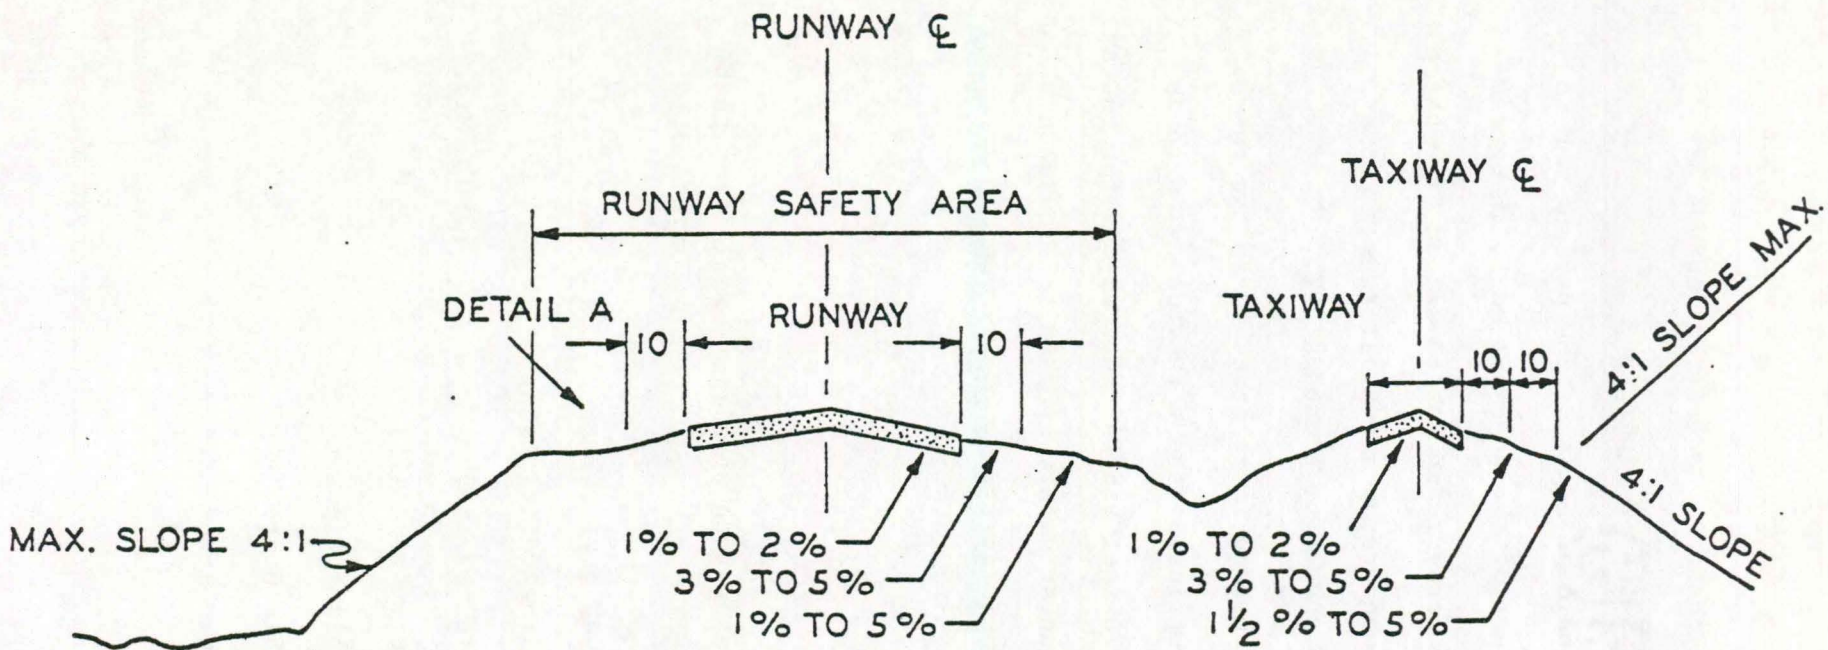 RUNWAY ℄
TAXIWAY ℄
RUNWAY SAFETY AREA
DETAIL A
RUNWAY
TAXIWAY
10
10
10
10
4:1 SLOPE MAX.
4:1 SLOPE
MAX. SLOPE 4:1
1% TO 2%
3% TO 5%
1% TO 5%
1% TO 2%
3% TO 5%
1½% TO 5%